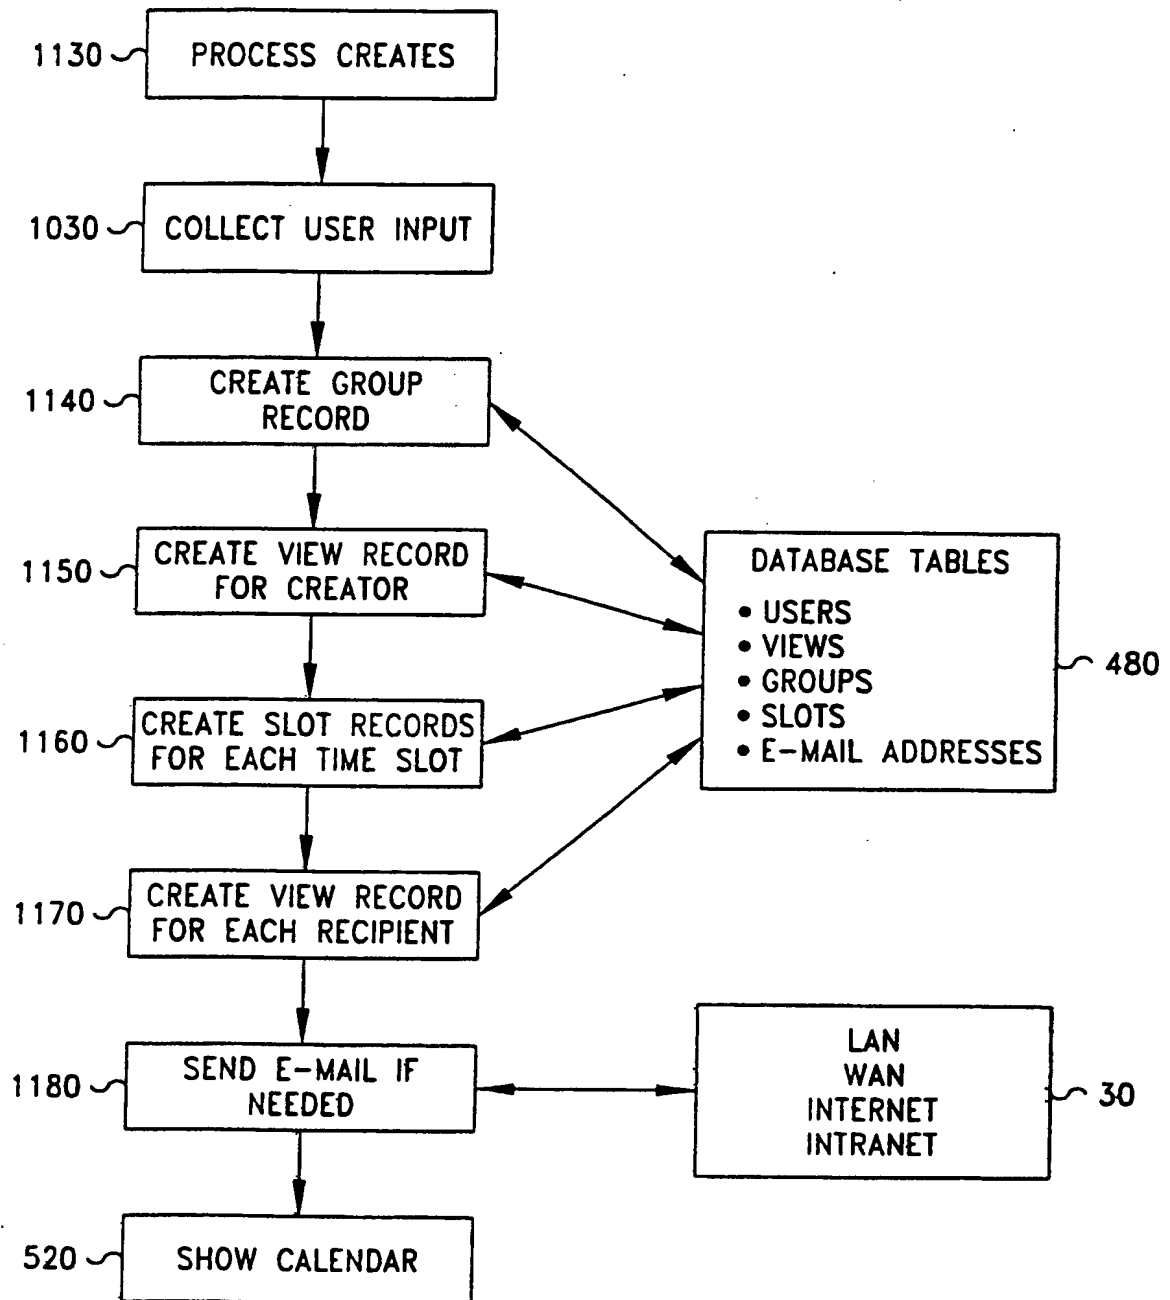 1130
PROCESS CREATES
1030
COLLECT USER INPUT
1140
CREATE GROUP
RECORD
1150
CREATE VIEW RECORD
FOR CREATOR
1160
CREATE SLOT RECORDS
FOR EACH TIME SLOT
1170
CREATE VIEW RECORD
FOR EACH RECIPIENT
1180
SEND E-MAIL IF
NEEDED
520
SHOW CALENDAR
DATABASE TABLES
• USERS
• VIEWS
• GROUPS
• SLOTS
• E-MAIL ADDRESSES
480
LAN
WAN
INTERNET
INTRANET
30